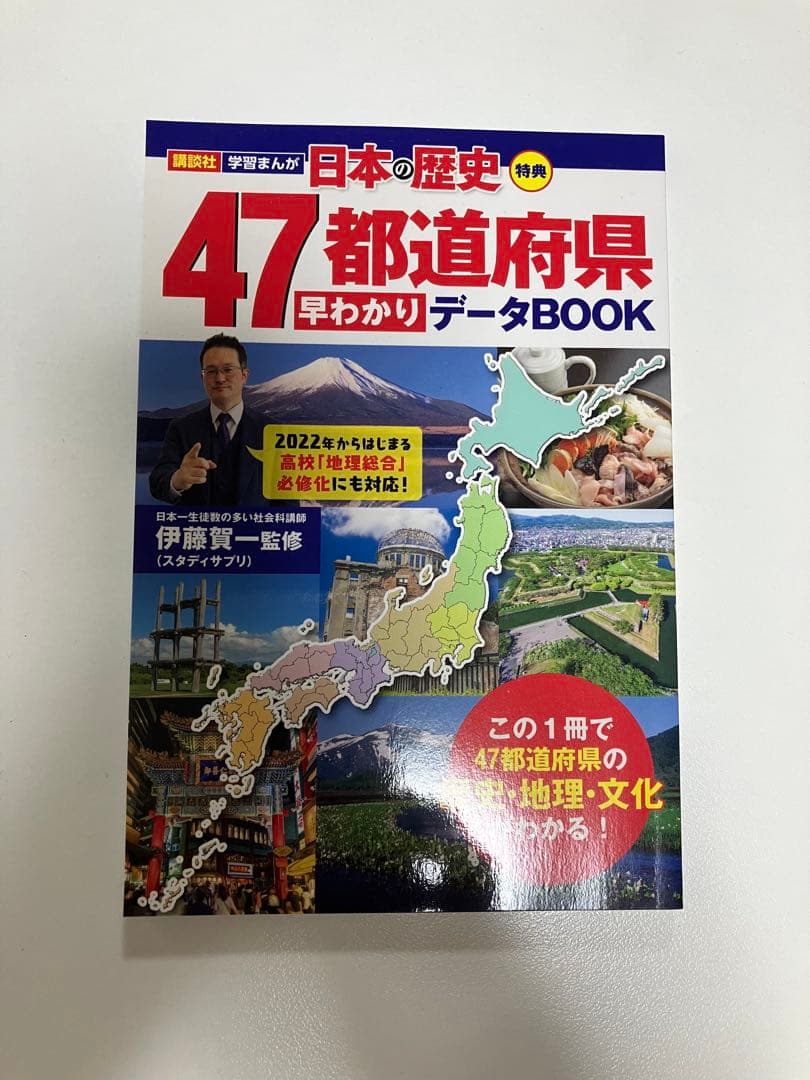 講談社 学習まんが 日本の歴史 特典
47都道府県
早わかり データBOOK
2022年からはじまる
高校「地理総合」
必修化にも対応！
日本一生徒数の多い社会科講師
伊藤賀一監修
（スタディサプリ）
この1冊で
47都道府県の
歴史・地理・文化
わかる！